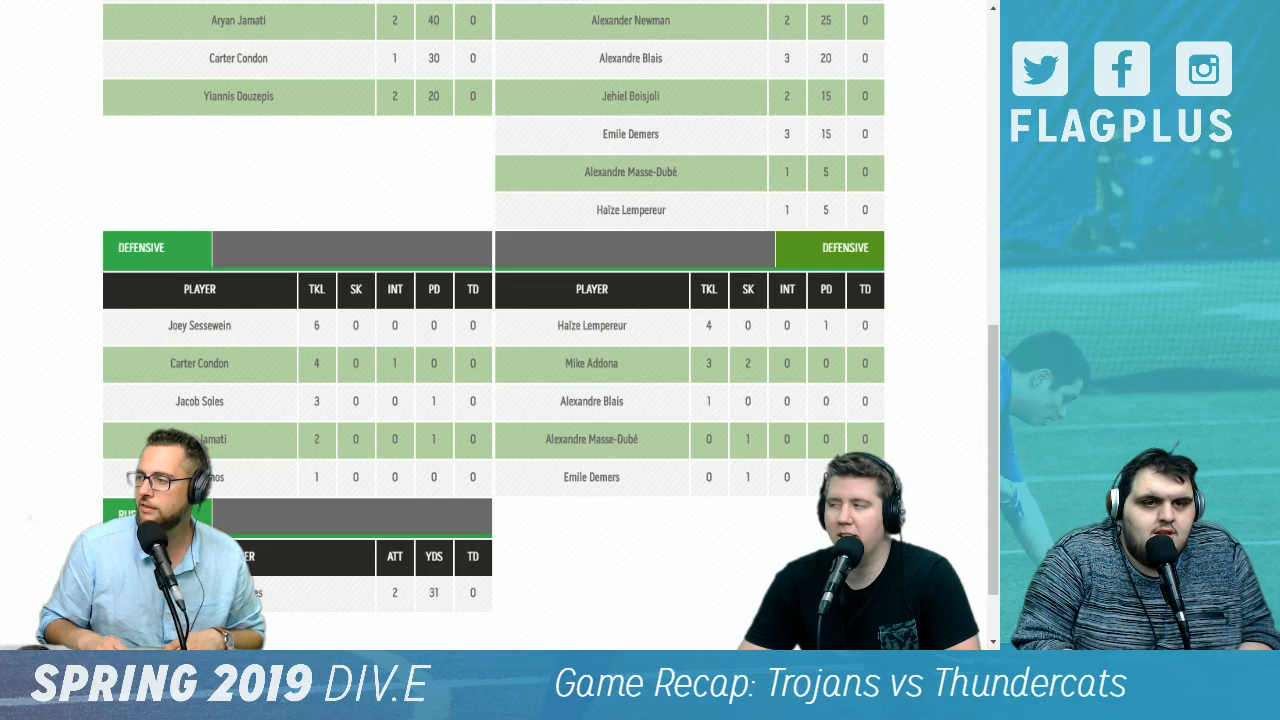 Aryan Jamati 2 40 0
Carter Condon 1 30 0
Yiannis Douzepis 2 20 0
Alexander Newman 2 25 0
Alexandre Blais 3 20 0
Jehiel Boisjoli 2 15 0
Emile Demers 3 15 0
Alexandre Masse-Dubé 1 5 0
Haïze Lempereur 1 5 0
DEFENSIVE
PLAYER TKL SK INT PD TD
Joey Sessewein 6 0 0 0 0
Carter Condon 4 0 1 0 0
Jacob Soles 3 0 0 1 0
Jamati 2 0 0 1 0
1 0 0 0 0
DEFENSIVE
PLAYER TKL SK INT PD TD
Haïze Lempereur 4 0 0 1 0
Mike Addona 3 2 0 0 0
Alexandre Blais 1 0 0 0 0
Alexandre Masse-Dubé 0 1 0 0 0
Emile Demers 0 1 0 0
ATT YDS TD
2 31 0
FLAGPLUS
SPRING 2019 DIV.E
Game Recap: Trojans vs Thundercats